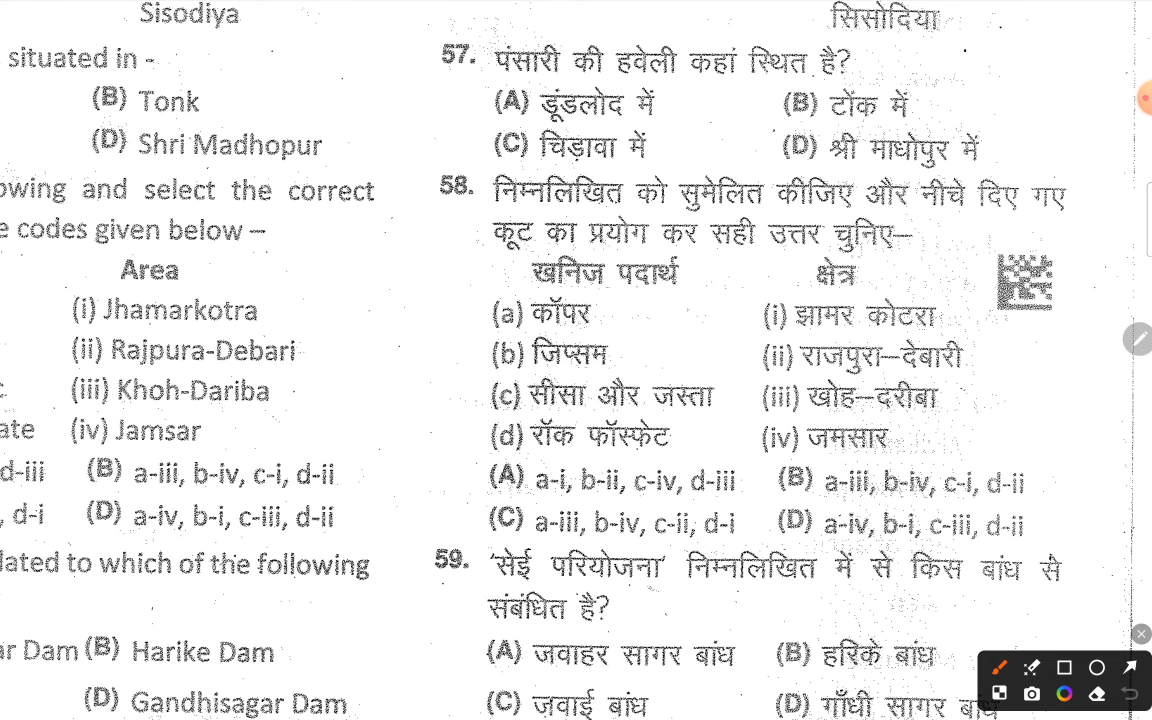 Sisodiya
situated in -
(B) Tonk
(D) Shri Madhopur
owing and select the correct
e codes given below –
Area
(i) Jhamarkotra
(ii) Rajpura-Debari
(iii) Khoh-Dariba
ate (iv) Jamsar
d-iii (B) a-iii, b-iv, c-i, d-ii
, d-i (D) a-iv, b-i, c-iii, d-ii
lated to which of the following
ar Dam (B) Harike Dam
(D) Gandhisagar Dam
सिसोदिया
57. पंसारी की हवेली कहां स्थित है?
(A) डूंडलोद में (B) टोंक में
(C) चिड़ावा में (D) श्री माधोपुर में
58. निम्नलिखित को सुमेलित कीजिए और नीचे दिए गए
कूट का प्रयोग कर सही उत्तर चुनिए–
खनिज पदार्थ क्षेत्र
(a) कॉपर (i) झामर कोटरा
(b) जिप्सम (ii) राजपुरा–देबारी
(c) सीसा और जस्ता (iii) खोह–दरीबा
(d) रॉक फॉस्फेट (iv) जमसार
(A) a-i, b-ii, c-iv, d-iii (B) a-iii, b-iv, c-i, d-ii
(C) a-iii, b-iv, c-ii, d-i (D) a-iv, b-i, c-iii, d-ii
59. 'सेई परियोजना' निम्नलिखित में से किस बांध से
संबंधित है?
(A) जवाहर सागर बांध (B) हरिके बांध
(C) जवाई बांध (D) गाँधी सागर बांध